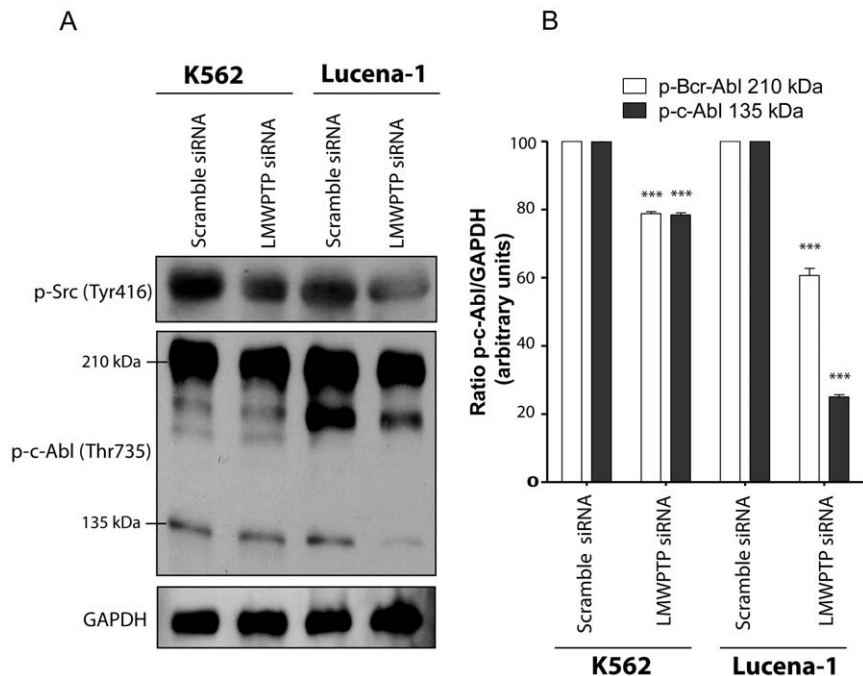 A
K562 Lucena-1
Scramble siRNA
LMWPTP siRNA
Scramble siRNA
LMWPTP siRNA
p-Src (Tyr416)
210 kDa
p-c-Abl (Thr735)
135 kDa
GAPDH
B
p-Bcr-Abl 210 kDa
p-c-Abl 135 kDa
Ratio p-c-Abl/GAPDH
(arbitrary units)
100
80
60
40
20
0
*** ***
***
***
Scramble siRNA
LMWPTP siRNA
Scramble siRNA
LMWPTP siRNA
K562 Lucena-1